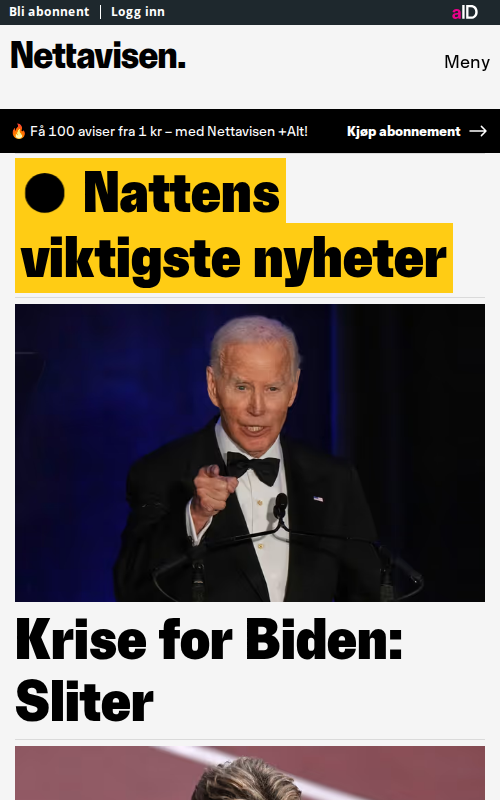 Bli abonnent | Logg inn
aID
Nettavisen.
Meny
🔥 Få 100 aviser fra 1 kr – med Nettavisen +Alt!
Kjøp abonnement →
● Nattens
viktigste nyheter
Krise for Biden:
Sliter